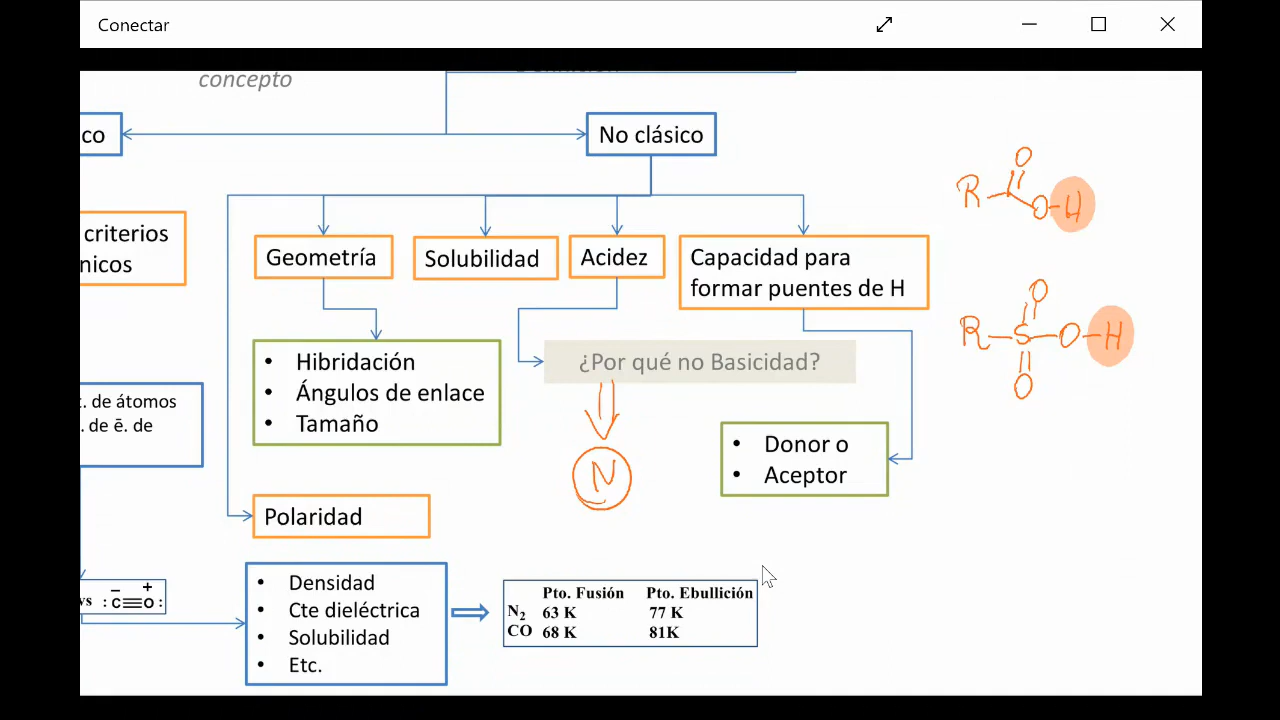 Conectar
concepto
co
No clásico
criterios
nicos
Geometría
Solubilidad
Acidez
Capacidad para
formar puentes de H
• Hibridación
• Ángulos de enlace
• Tamaño
¿Por qué no Basicidad?
N
• Donor o
• Aceptor
. de átomos
. de ē. de
Polaridad
vs :C≡O:
− +
• Densidad
• Cte dieléctrica
• Solubilidad
• Etc.
Pto. Fusión Pto. Ebullición
N₂ 63 K 77 K
CO 68 K 81K
O
R O H
O
R S O H
O